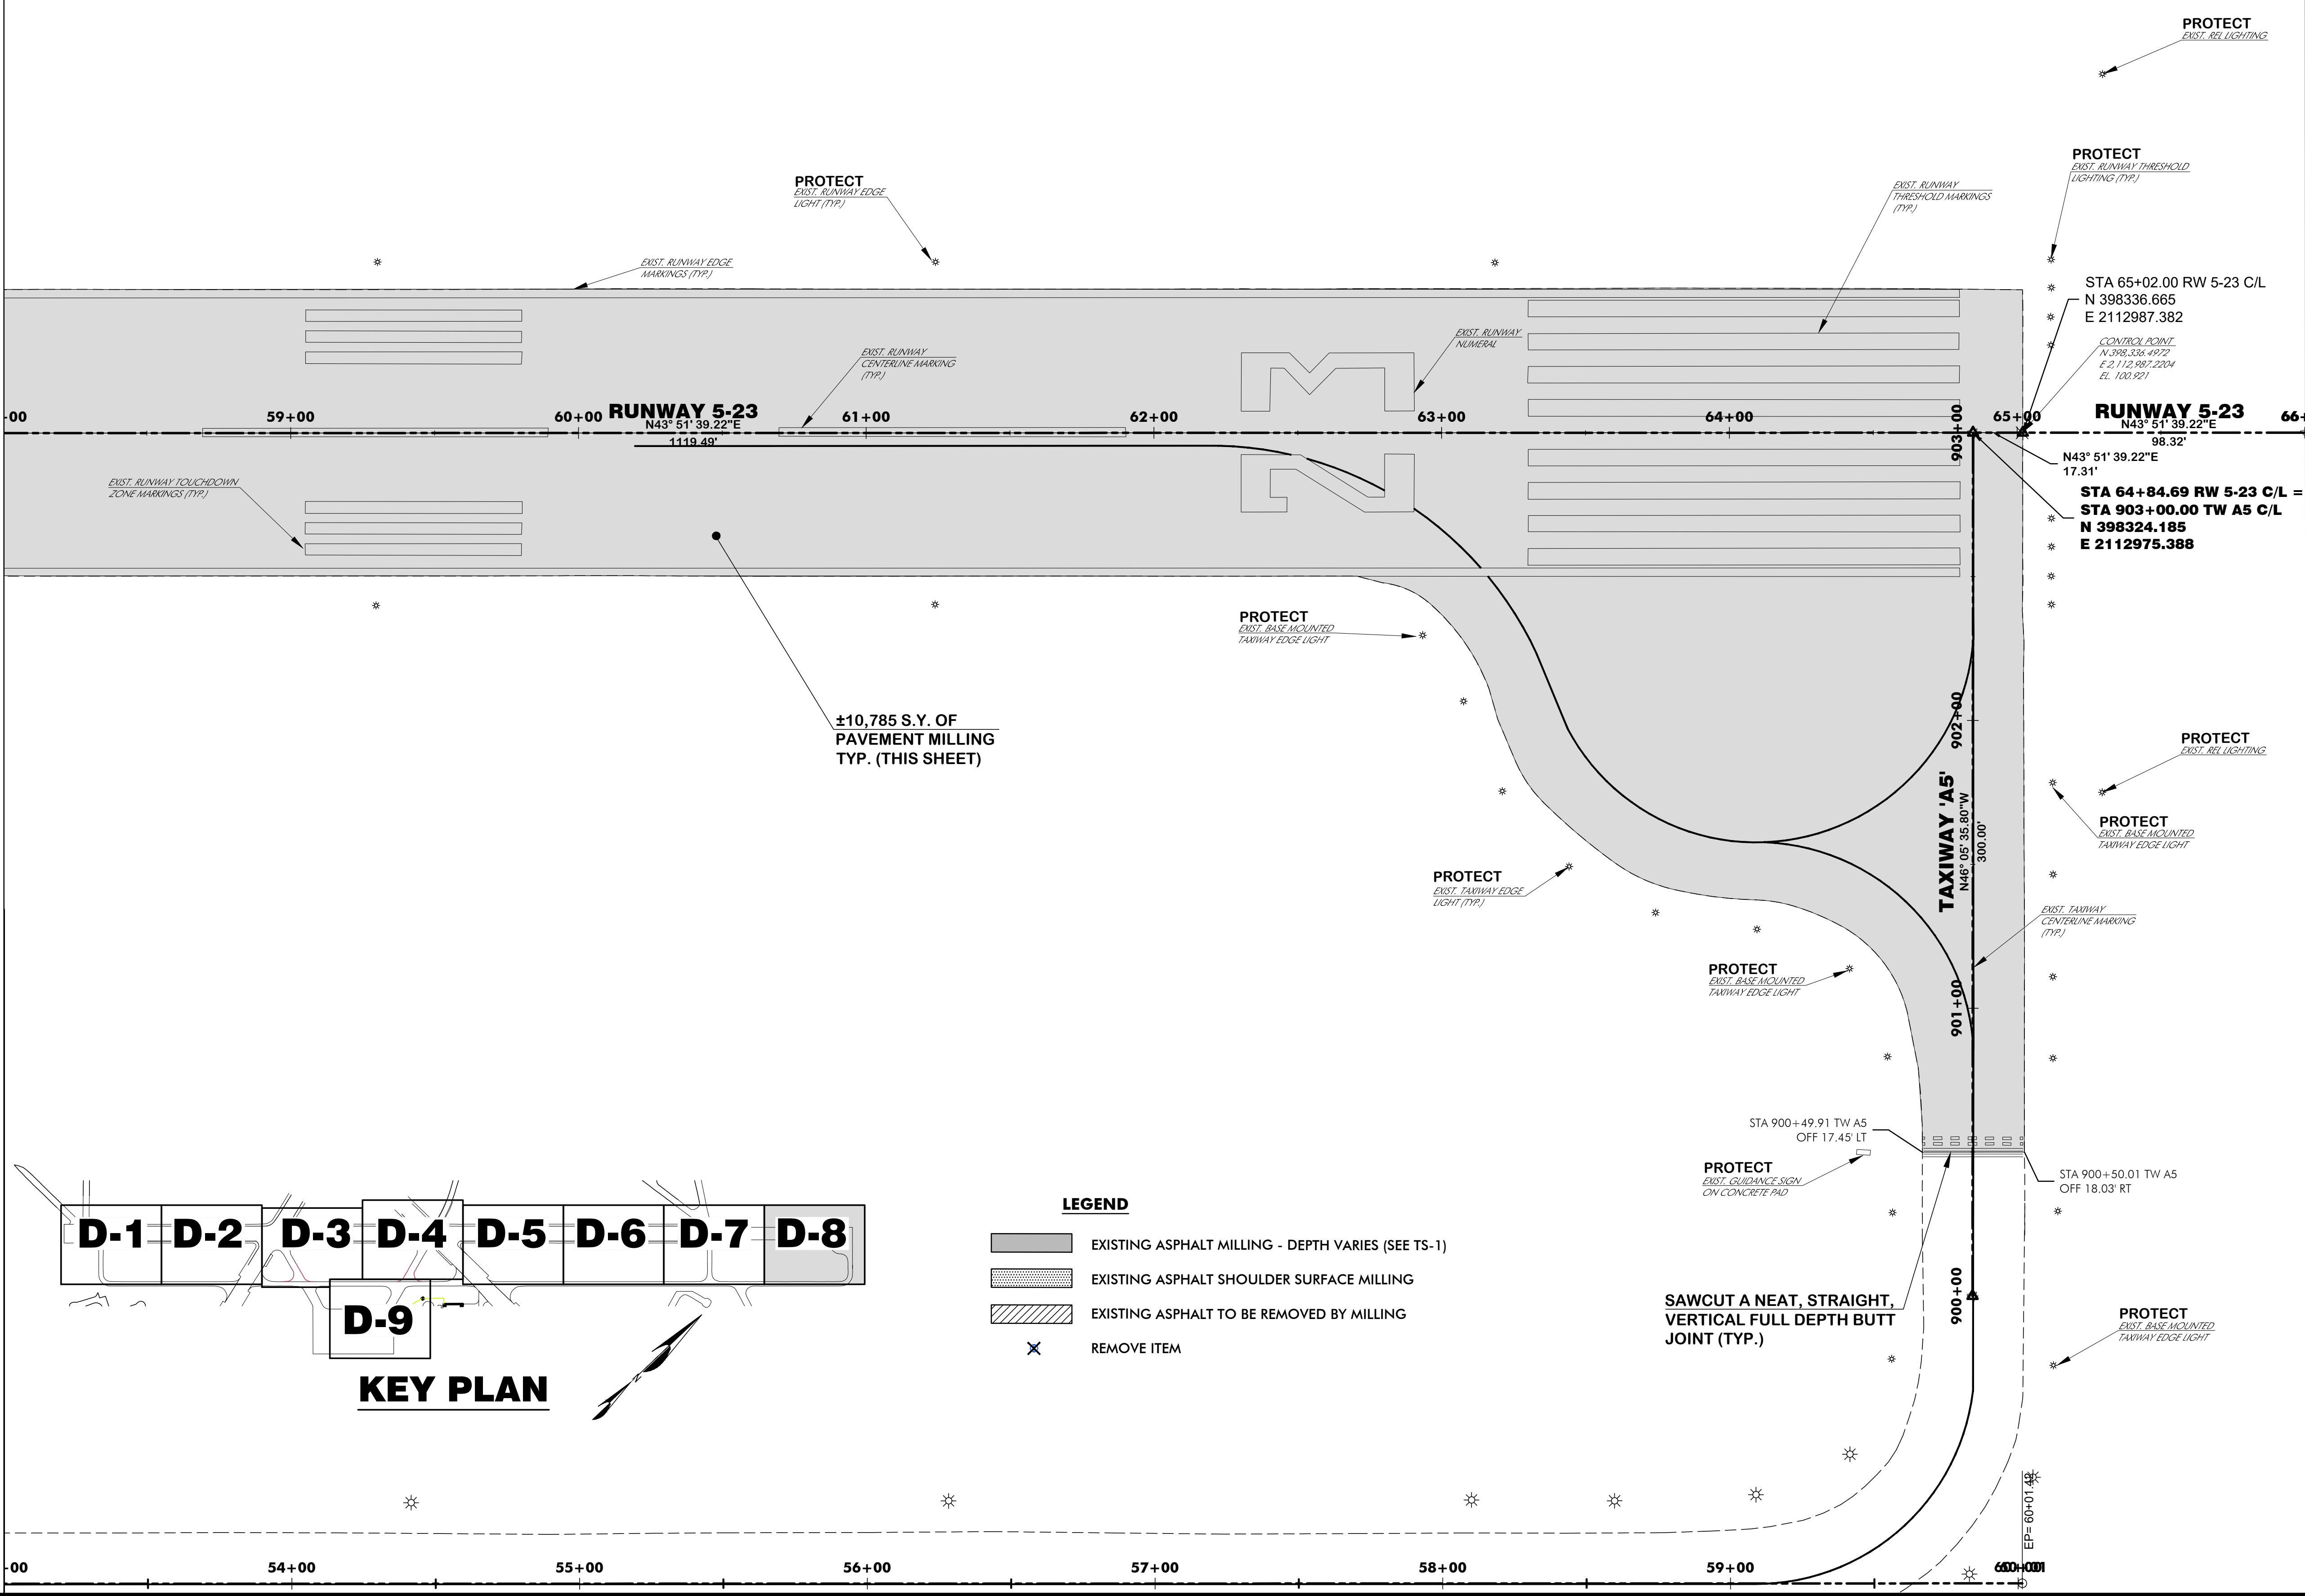 PROTECT
EXIST. REL LIGHTING
PROTECT
EXIST. RUNWAY THRESHOLD
LIGHTING (TYP.)
PROTECT
EXIST. RUNWAY EDGE
LIGHT (TYP.)
EXIST. RUNWAY
THRESHOLD MARKINGS
(TYP.)
EXIST. RUNWAY EDGE
MARKINGS (TYP.)
STA 65+02.00 RW 5-23 C/L
N 398336.665
E 2112987.382
EXIST. RUNWAY
NUMERAL
EXIST. RUNWAY
CENTERLINE MARKING
(TYP.)
CONTROL POINT
N 398,336.4972
E 2,112,987.2204
EL. 100.921
23
+00
59+00
60+00
RUNWAY 5-23
61+00
62+00
63+00
64+00
65+00
RUNWAY 5-23
66+
N43° 51' 39.22"E
1119.49'
903+00
N43° 51' 39.22"E
98.32'
N43° 51' 39.22"E
17.31'
EXIST. RUNWAY TOUCHDOWN
ZONE MARKINGS (TYP.)
STA 64+84.69 RW 5-23 C/L =
STA 903+00.00 TW A5 C/L
N 398324.185
E 2112975.388
PROTECT
EXIST. BASE MOUNTED
TAXIWAY EDGE LIGHT
±10,785 S.Y. OF
PAVEMENT MILLING
TYP. (THIS SHEET)
902+00
PROTECT
EXIST. REL LIGHTING
TAXIWAY 'A5'
N46° 05' 35.80"W
300.00'
PROTECT
EXIST. BASE MOUNTED
TAXIWAY EDGE LIGHT
PROTECT
EXIST. TAXIWAY EDGE
LIGHT (TYP.)
EXIST. TAXIWAY
CENTERLINE MARKING
(TYP.)
PROTECT
EXIST. BASE MOUNTED
TAXIWAY EDGE LIGHT
901+00
STA 900+49.91 TW A5
OFF 17.45' LT
PROTECT
EXIST. GUIDANCE SIGN
ON CONCRETE PAD
STA 900+50.01 TW A5
OFF 18.03' RT
D-1
D-2
D-3
D-4
D-5
D-6
D-7
D-8
D-9
KEY PLAN
N
LEGEND
EXISTING ASPHALT MILLING - DEPTH VARIES (SEE TS-1)
EXISTING ASPHALT SHOULDER SURFACE MILLING
EXISTING ASPHALT TO BE REMOVED BY MILLING
REMOVE ITEM
SAWCUT A NEAT, STRAIGHT,
VERTICAL FULL DEPTH BUTT
JOINT (TYP.)
900+00
PROTECT
EXIST. BASE MOUNTED
TAXIWAY EDGE LIGHT
+00
54+00
55+00
56+00
57+00
58+00
59+00